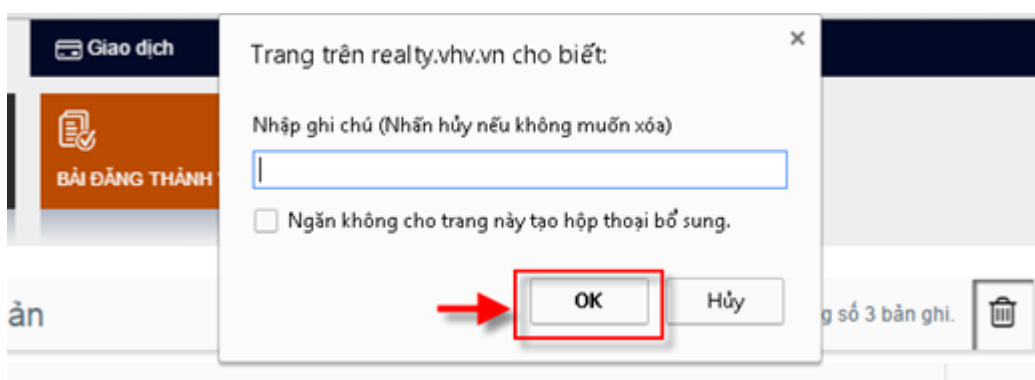 Giao dịch
Trang trên realty.vhv.vn cho biết:
×
BÀI ĐĂNG THÀNH
Nhập ghi chú (Nhấn hủy nếu không muốn xóa)
Ngăn không cho trang này tạo hộp thoại bổ sung.
OK
Hủy
ản
g số 3 bản ghi.